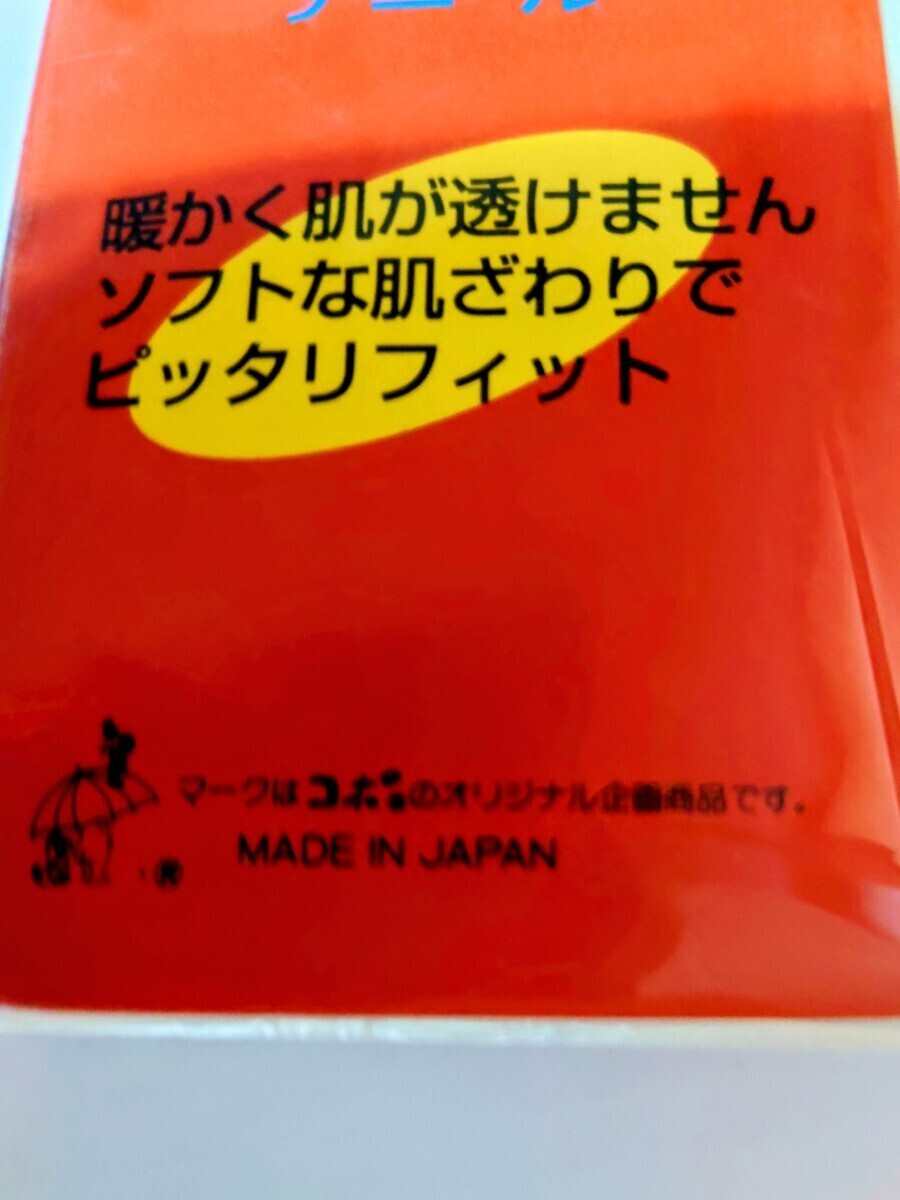 暖かく肌が透けません
ソフトな肌ざわりで
ピッタリフィット
マークはコポのオリジナル企画商品です。
® MADE IN JAPAN